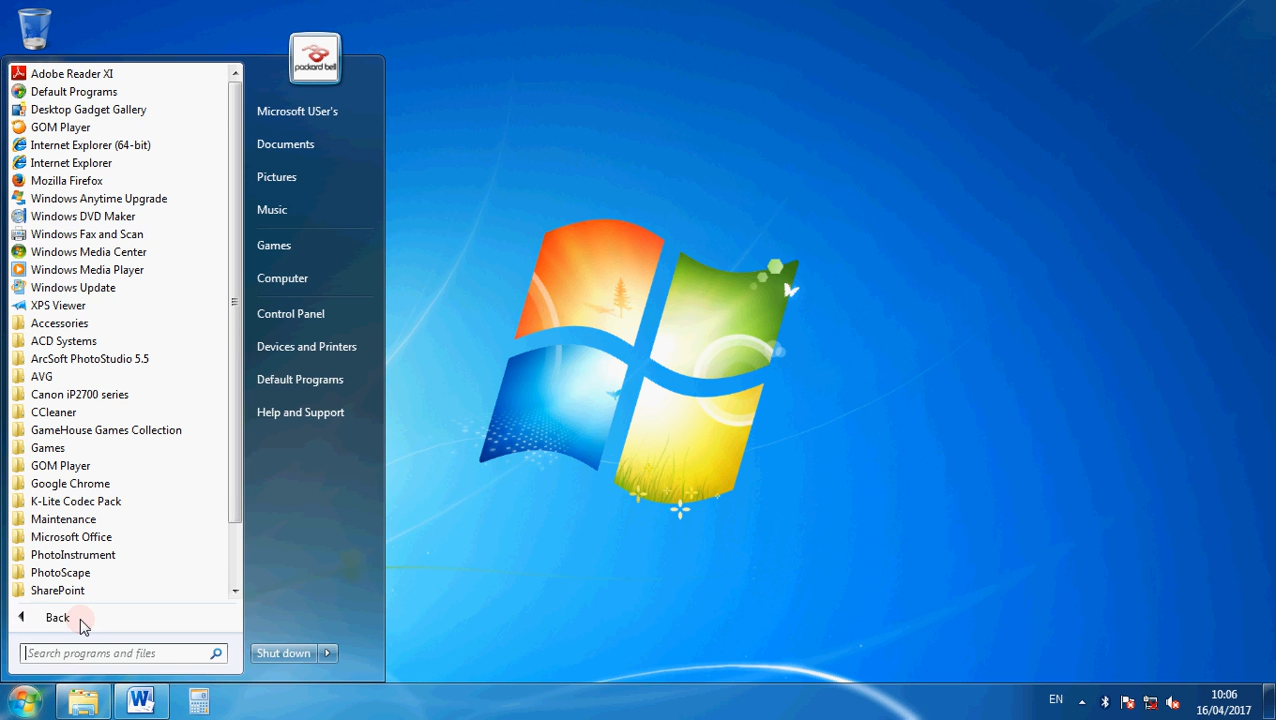 packard bell
Adobe Reader XI
Default Programs
Desktop Gadget Gallery
GOM Player
Internet Explorer (64-bit)
Internet Explorer
Mozilla Firefox
Windows Anytime Upgrade
Windows DVD Maker
Windows Fax and Scan
Windows Media Center
Windows Media Player
Windows Update
XPS Viewer
Accessories
ACD Systems
ArcSoft PhotoStudio 5.5
AVG
Canon iP2700 series
CCleaner
GameHouse Games Collection
Games
GOM Player
Google Chrome
K-Lite Codec Pack
Maintenance
Microsoft Office
PhotoInstrument
PhotoScape
SharePoint
Back
Search programs and files
Microsoft USer's
Documents
Pictures
Music
Games
Computer
Control Panel
Devices and Printers
Default Programs
Help and Support
Shut down
EN
10:06
16/04/2017